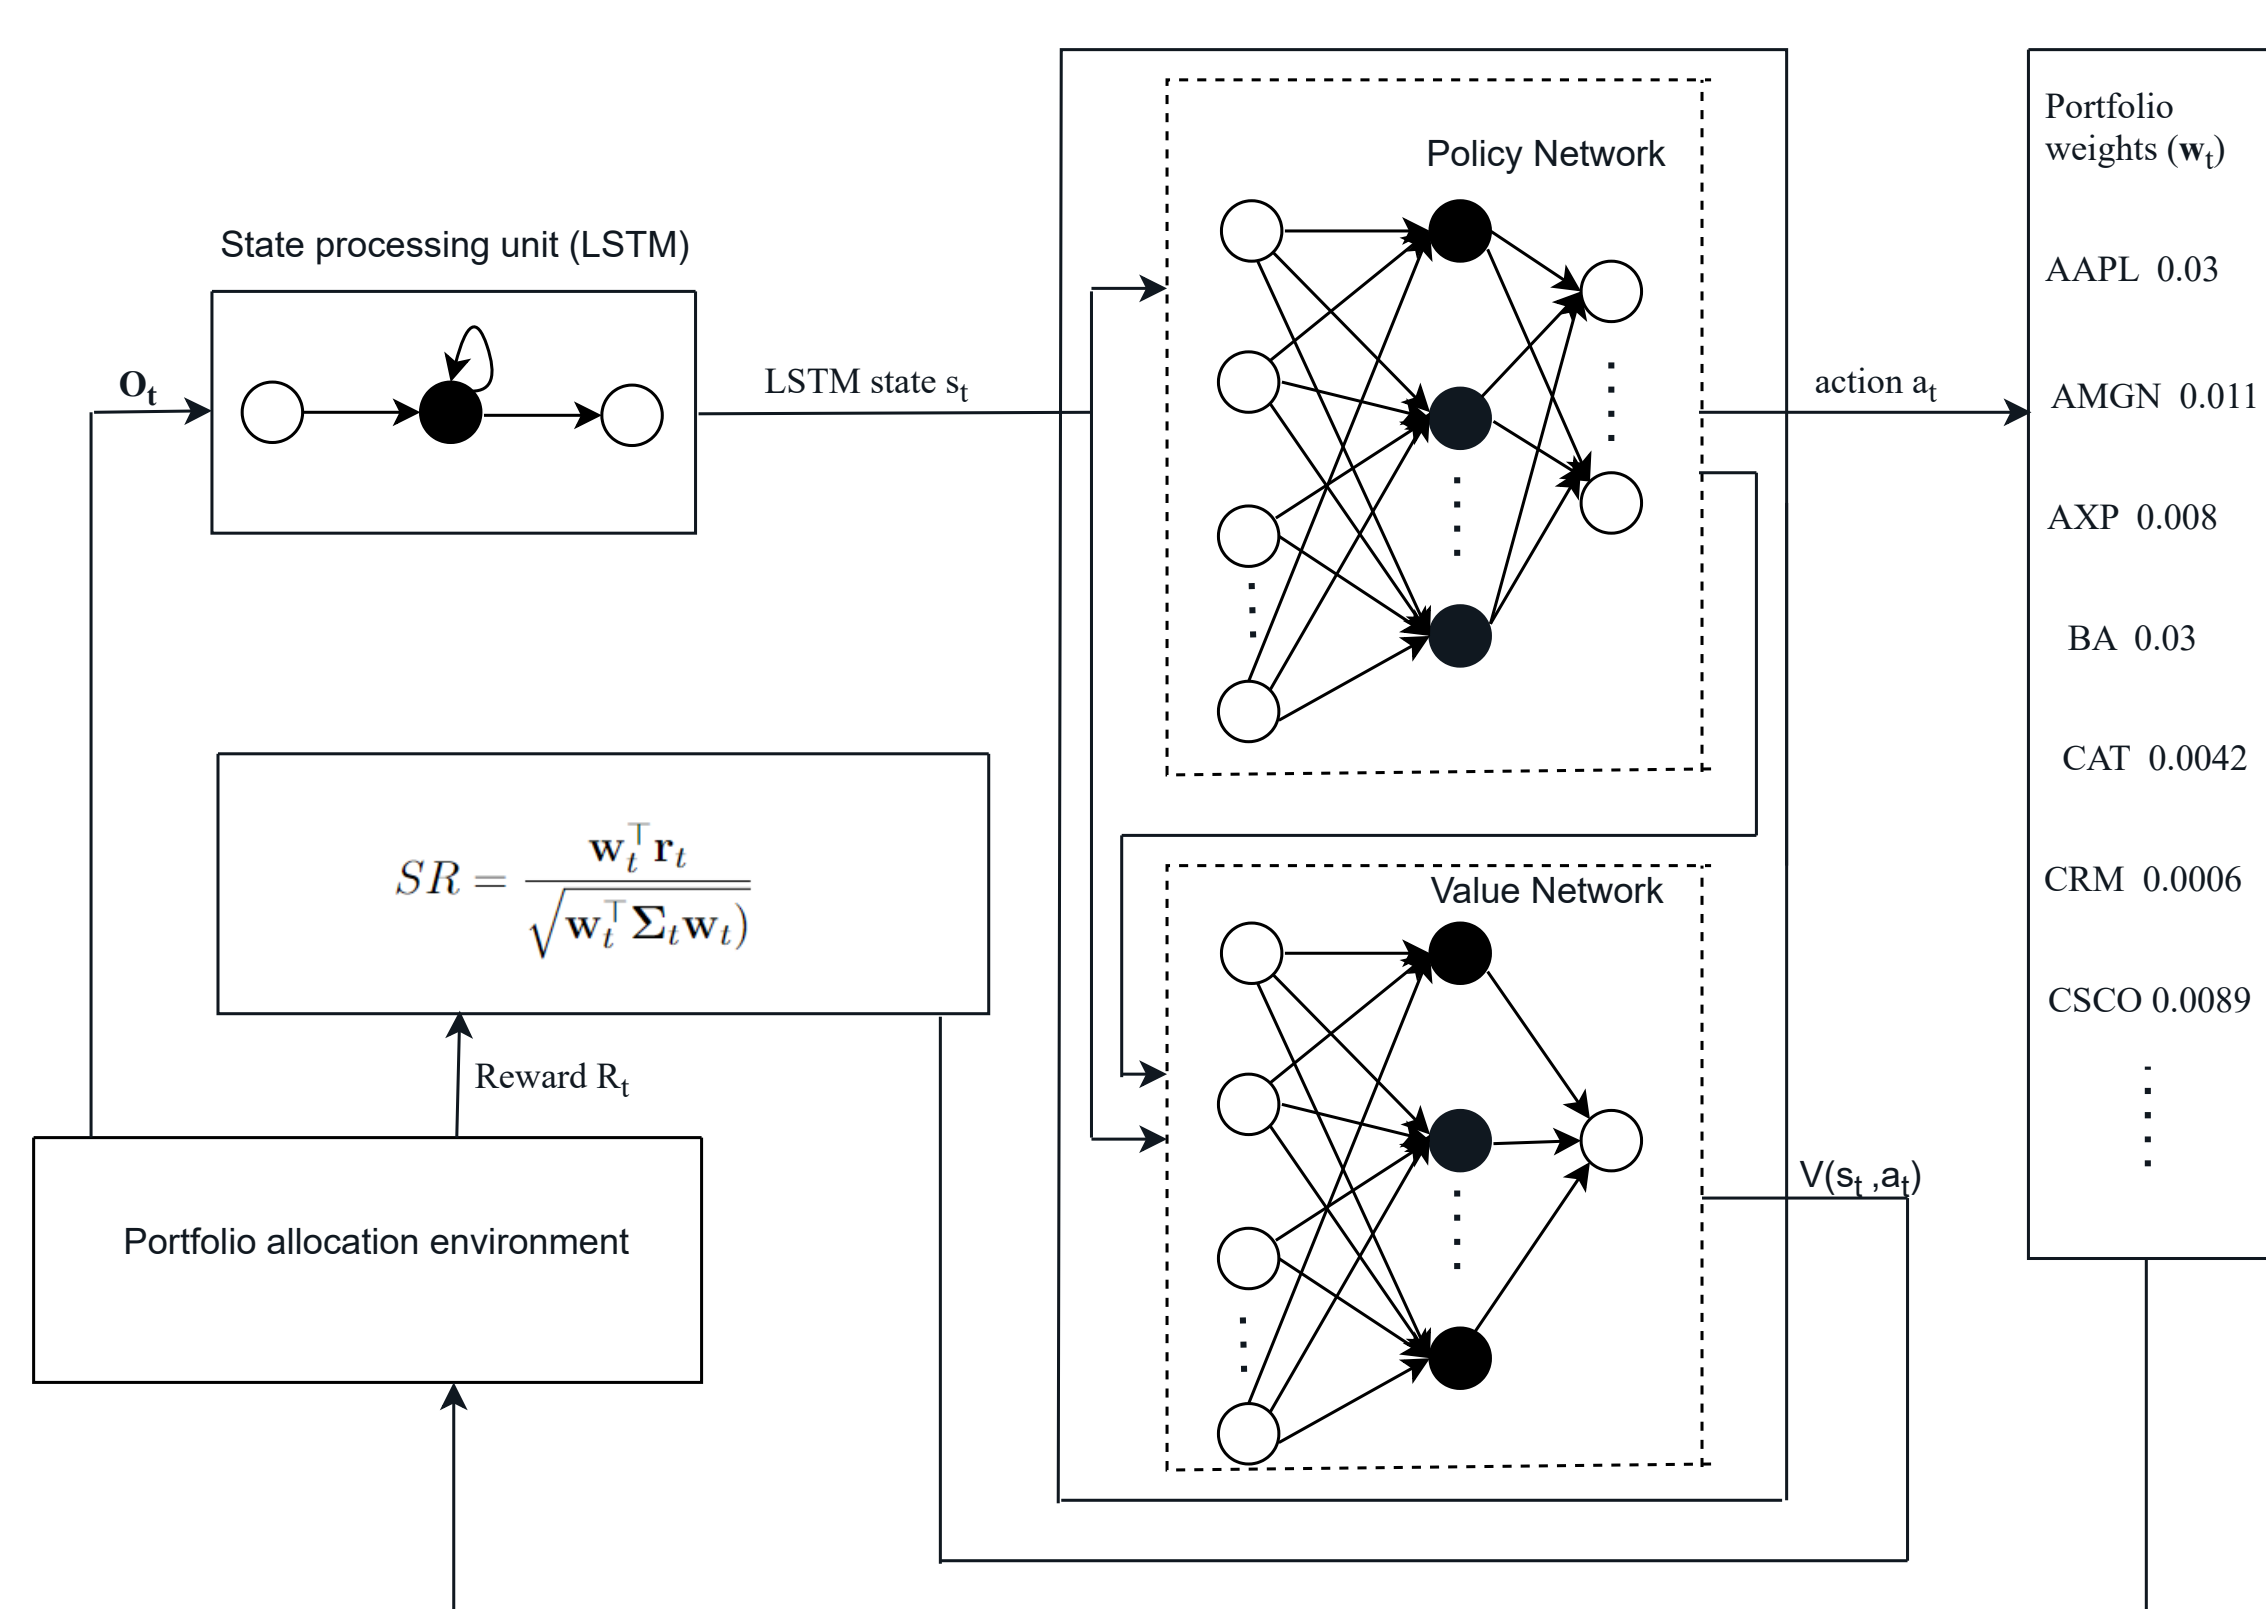 State processing unit (LSTM)
O_t
LSTM state s_t
Policy Network
action a_t
Portfolio
weights (w_t)
AAPL 0.03
AMGN 0.011
AXP 0.008
BA 0.03
CAT 0.0042
CRM 0.0006
CSCO 0.0089
SR = \frac{w_t^⊤ r_t}{\sqrt{w_t^⊤ Σ_t w_t)}}
Value Network
Reward R_t
V(s_t ,a_t)
Portfolio allocation environment